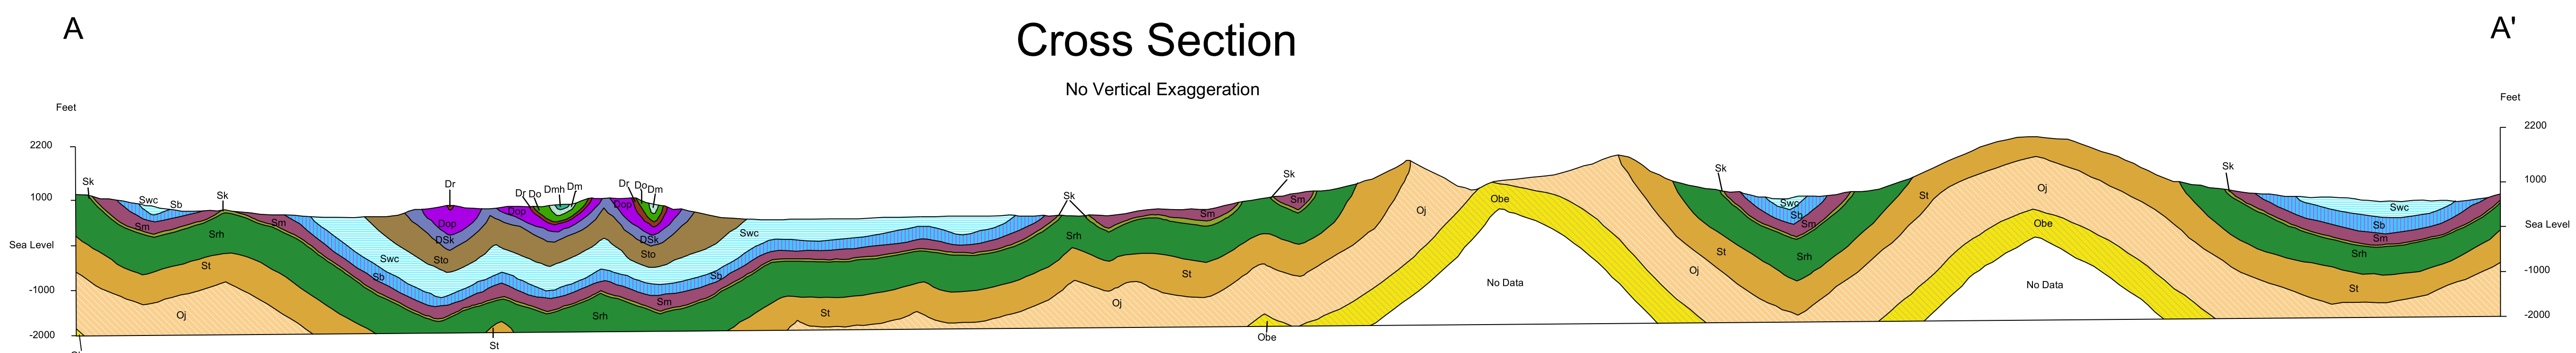 A
Cross Section
A'
No Vertical Exaggeration
Feet
Feet
2200
2200
1000
1000
Sea Level
Sea Level
-1000
-1000
-2000
-2000
Sk
Swc
Sb
Sk
Sm
Sm
Srh
St
Oj
Dr
Dr
Do
Dmh
Dm
Dr
Do
Dm
Dop
Dop
Dop
DSk
DSk
Sto
Sto
Swc
Swc
Sb
Sb
Sm
Srh
St
St
Sk
Srh
Sm
St
Oj
Sk
Sm
Obe
Oj
Obe
No Data
Oj
St
Sk
Swc
Sb
Sm
Srh
St
Oj
Obe
No Data
Sk
Swc
Sb
Sm
Srh
St